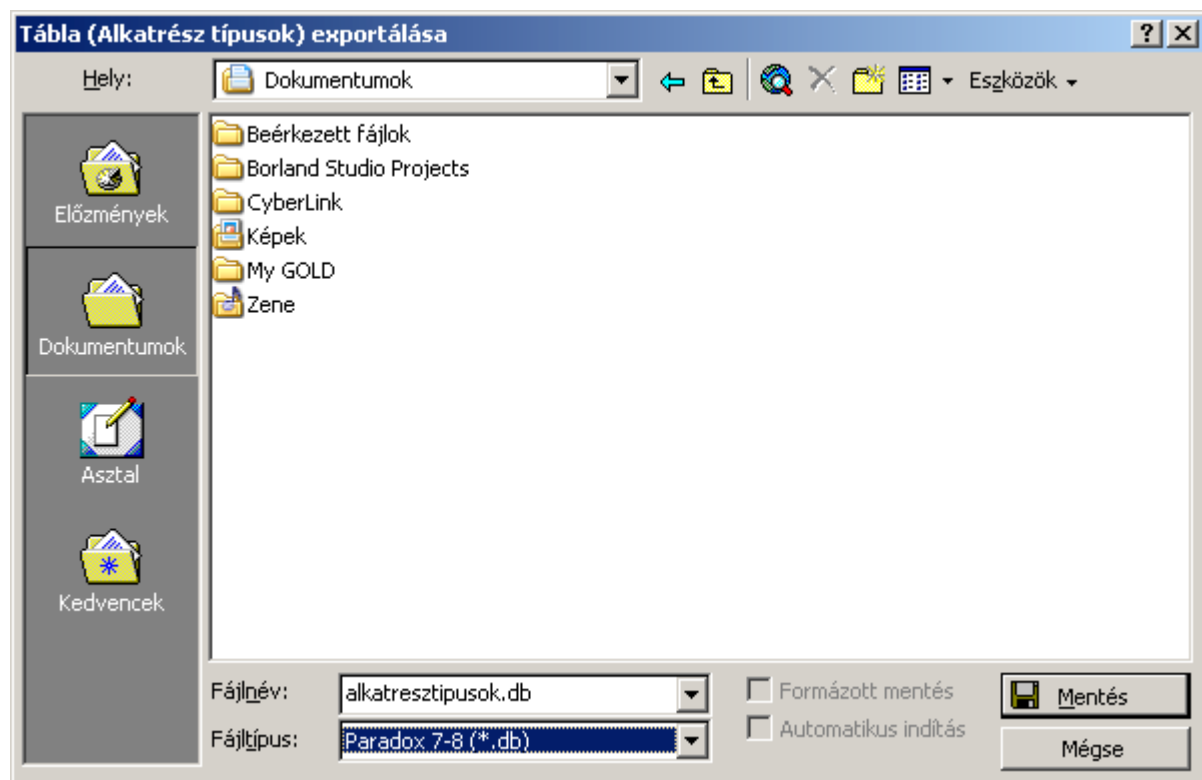 Tábla (Alkatrész típusok) exportálása
Hely:
Dokumentumok
Eszközök
Előzmények
Dokumentumok
Asztal
Kedvencek
Beérkezett fájlok
Borland Studio Projects
CyberLink
Képek
My GOLD
Zene
Fájlnév:
alkatresztipusok.db
Formázott mentés
Mentés
Fájltípus:
Paradox 7-8 (*.db)
Automatikus indítás
Mégse